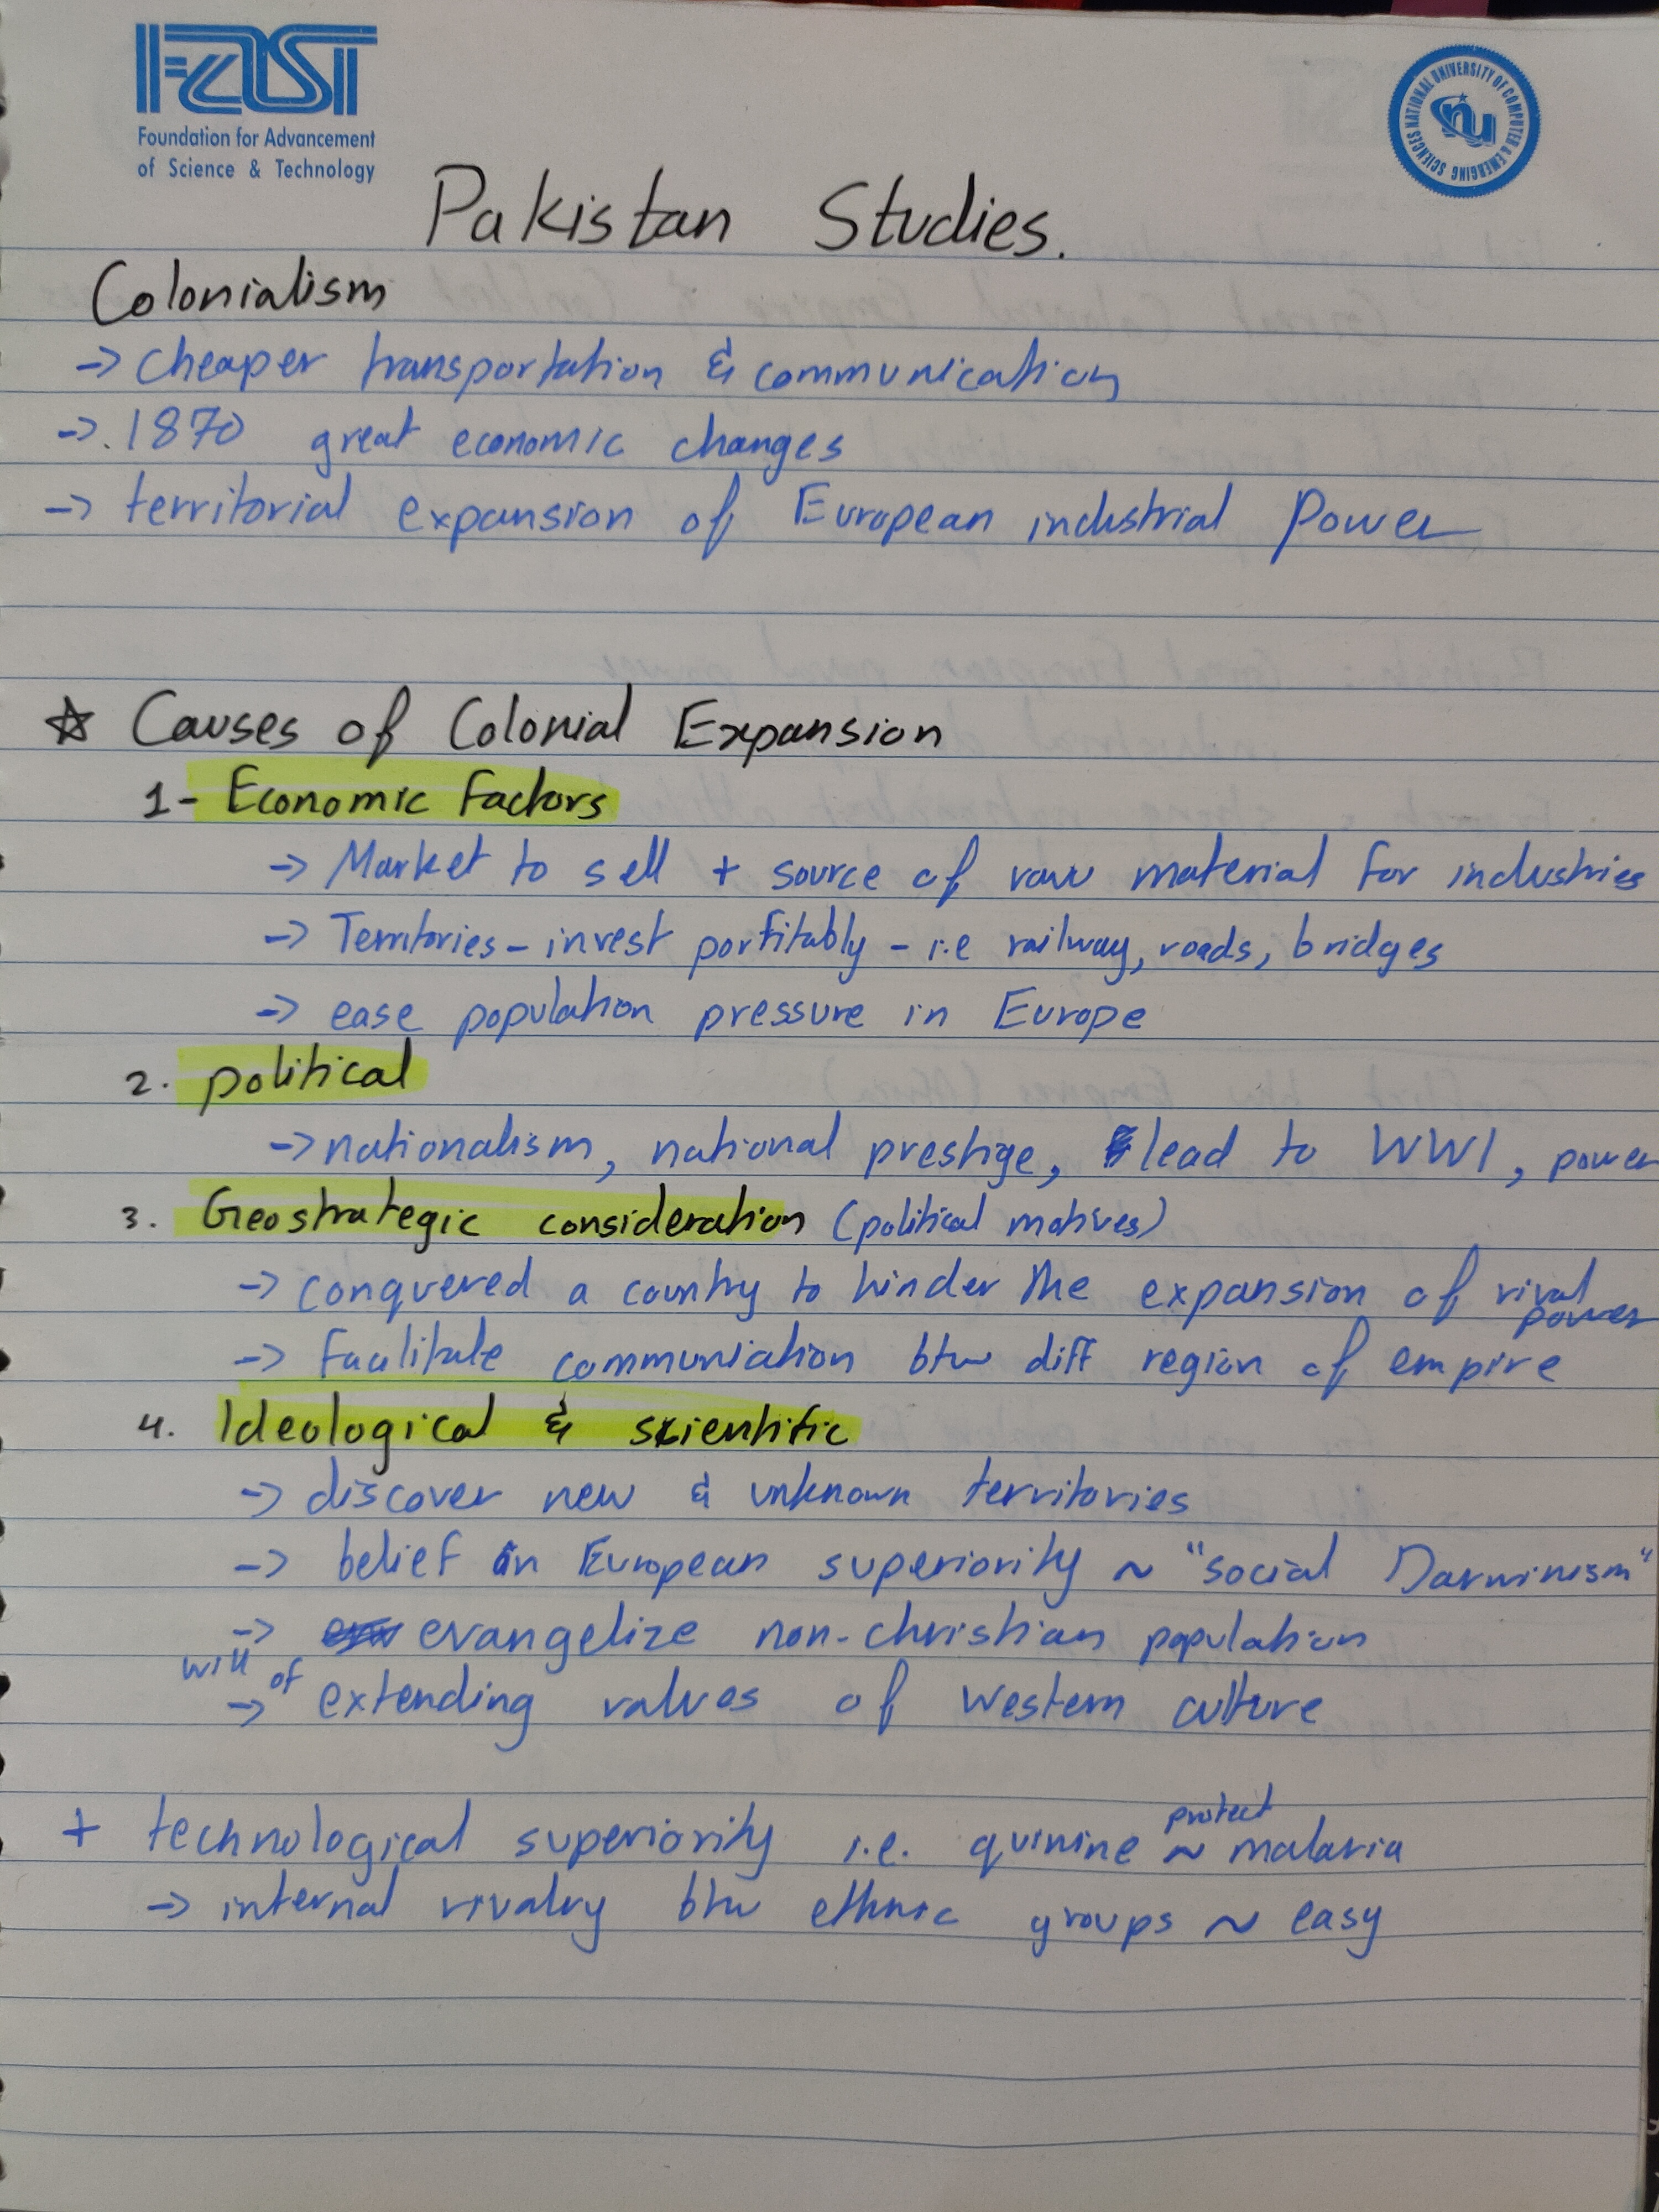 FAST
Foundation for Advancement
of Science & Technology
NATIONAL UNIVERSITY OF COMPUTER & EMERGING SCIENCES
nu
Pakistan Studies.
Colonialism
-> cheaper transportation & communication
->. 1870 great economic changes
-> territorial expansion of European industrial Power
☆ Causes of Colonial Expansion
1- Economic Factors
-> Market to sell + source of raw material for industries
-> Territories - invest porfitably - i.e railway, roads, bridges
-> ease population pressure in Europe
2. political
-> nationalism, national prestige, lead to WW1, power
3. Geostrategic consideration (political motives)
-> conquered a country to hinder the expansion of rival power
-> facilitate communiation btw diff region of empire
4. Ideological & scientific
-> discover new & unknown territories
-> belief in European superiority ~ "social Darwinism"
-> evangelize non-christian population
will of
-> extending values of western culture
+ technological superiority i.e. quinine ~ protect malaria
-> internal rivalry btw ethnic groups ~ easy